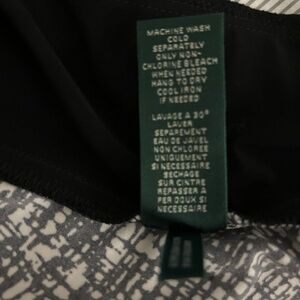 MACHINE WASH
COLD
SEPARATELY
ONLY NON-
CHLORINE BLEACH
WHEN NEEDED
HANG TO DRY
COOL IRON
IF NEEDED
LAVAGE A 30°
LAVER
SEPAREMENT
EAU DE JAVEL
NON CHLOREE
UNIQUEMENT
SI NECESSAIRE
SECHAGE
SUR CINTRE
REPASSER A
FER DOUX SI
NECESSAIRE